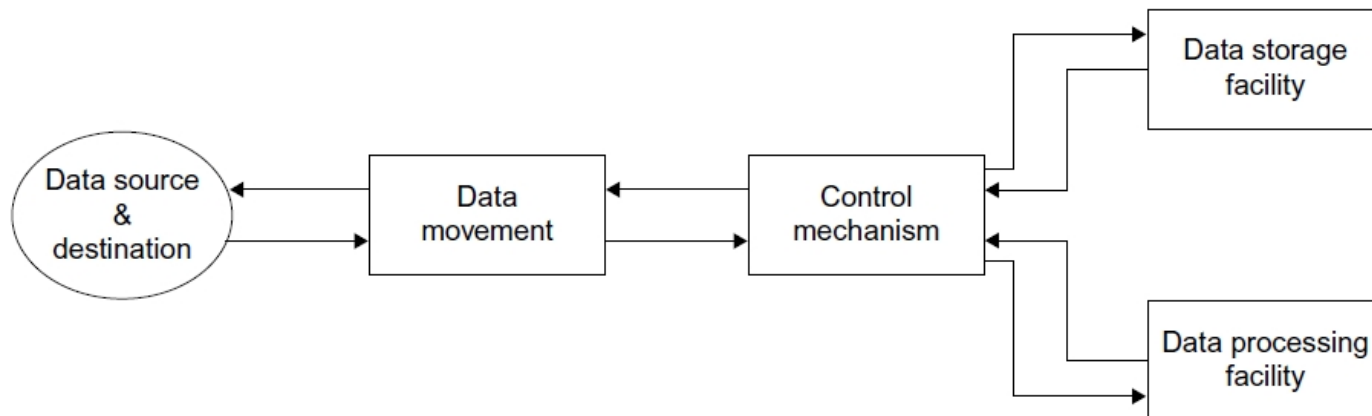 Data source
&
destination
Data
movement
Control
mechanism
Data storage
facility
Data processing
facility